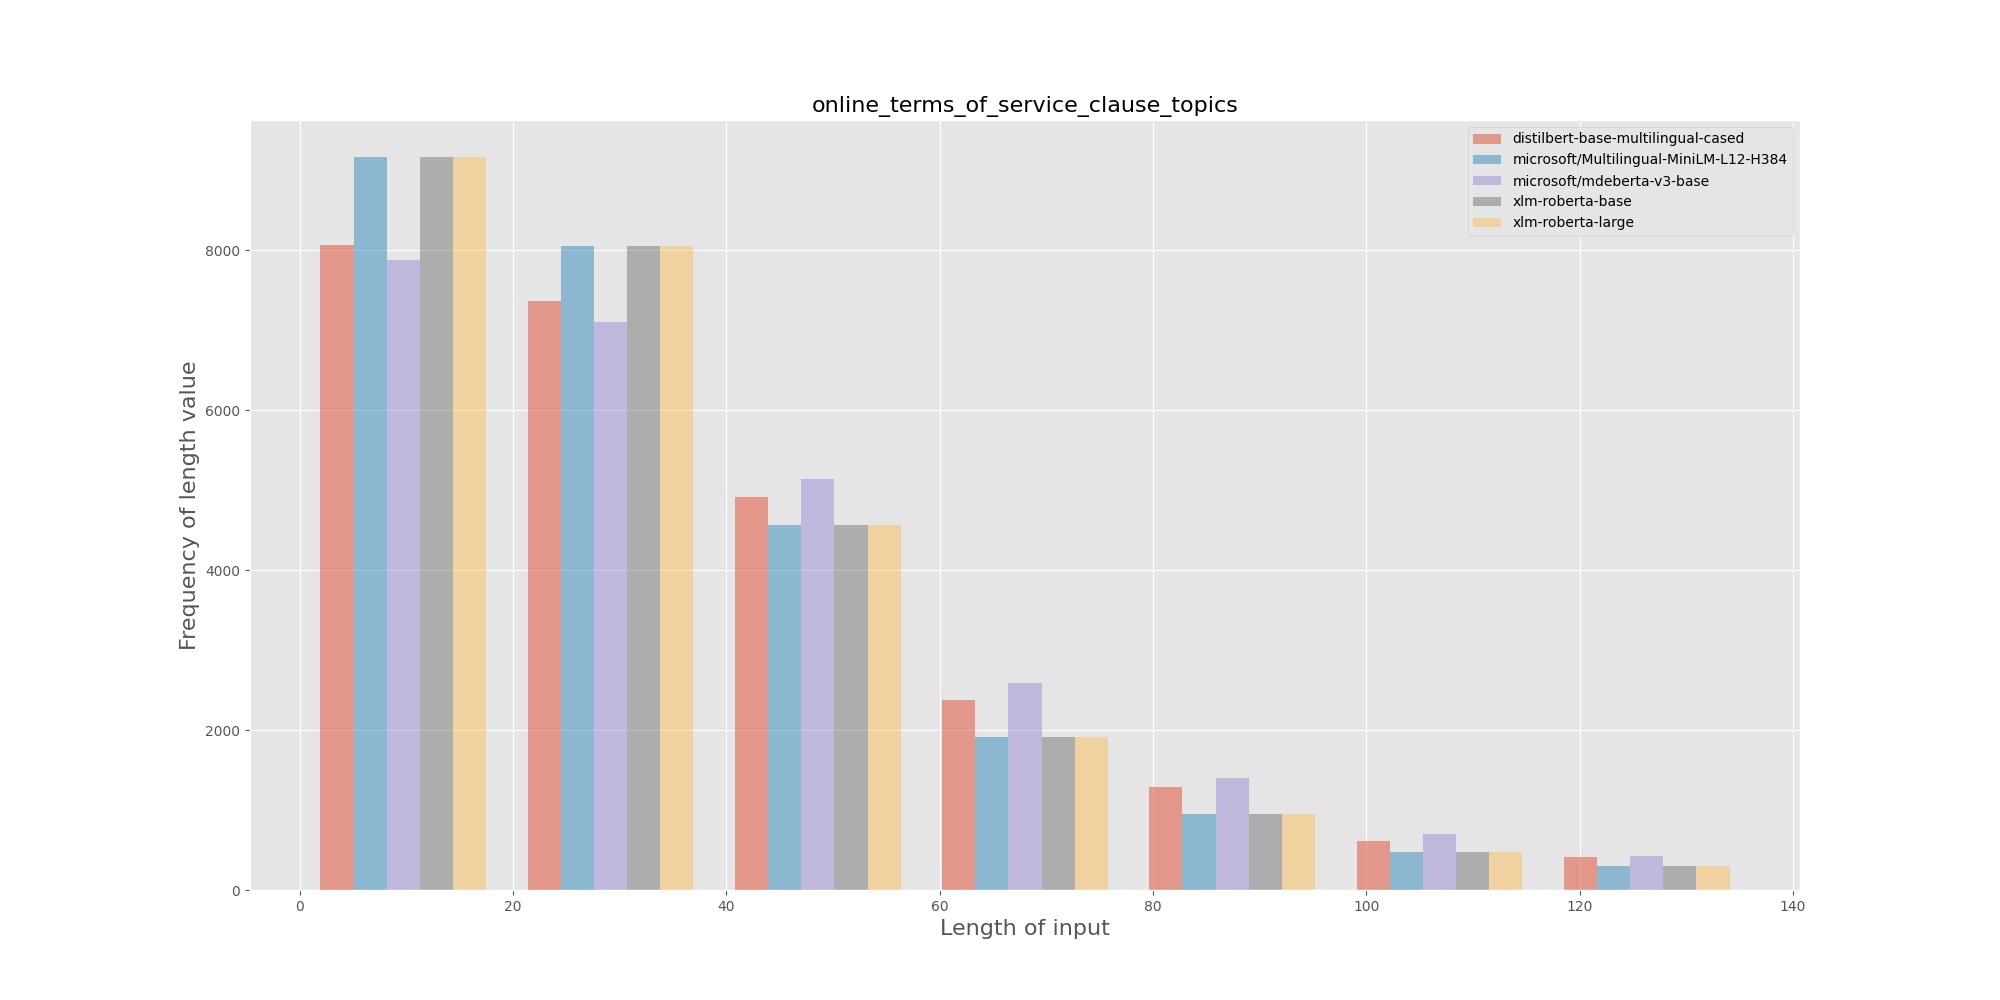 online_terms_of_service_clause_topics
distilbert-base-multilingual-cased
microsoft/Multilingual-MiniLM-L12-H384
microsoft/mdeberta-v3-base
xlm-roberta-base
xlm-roberta-large
Frequency of length value
8000
6000
4000
2000
0
0 20 40 60 80 100 120 140
Length of input